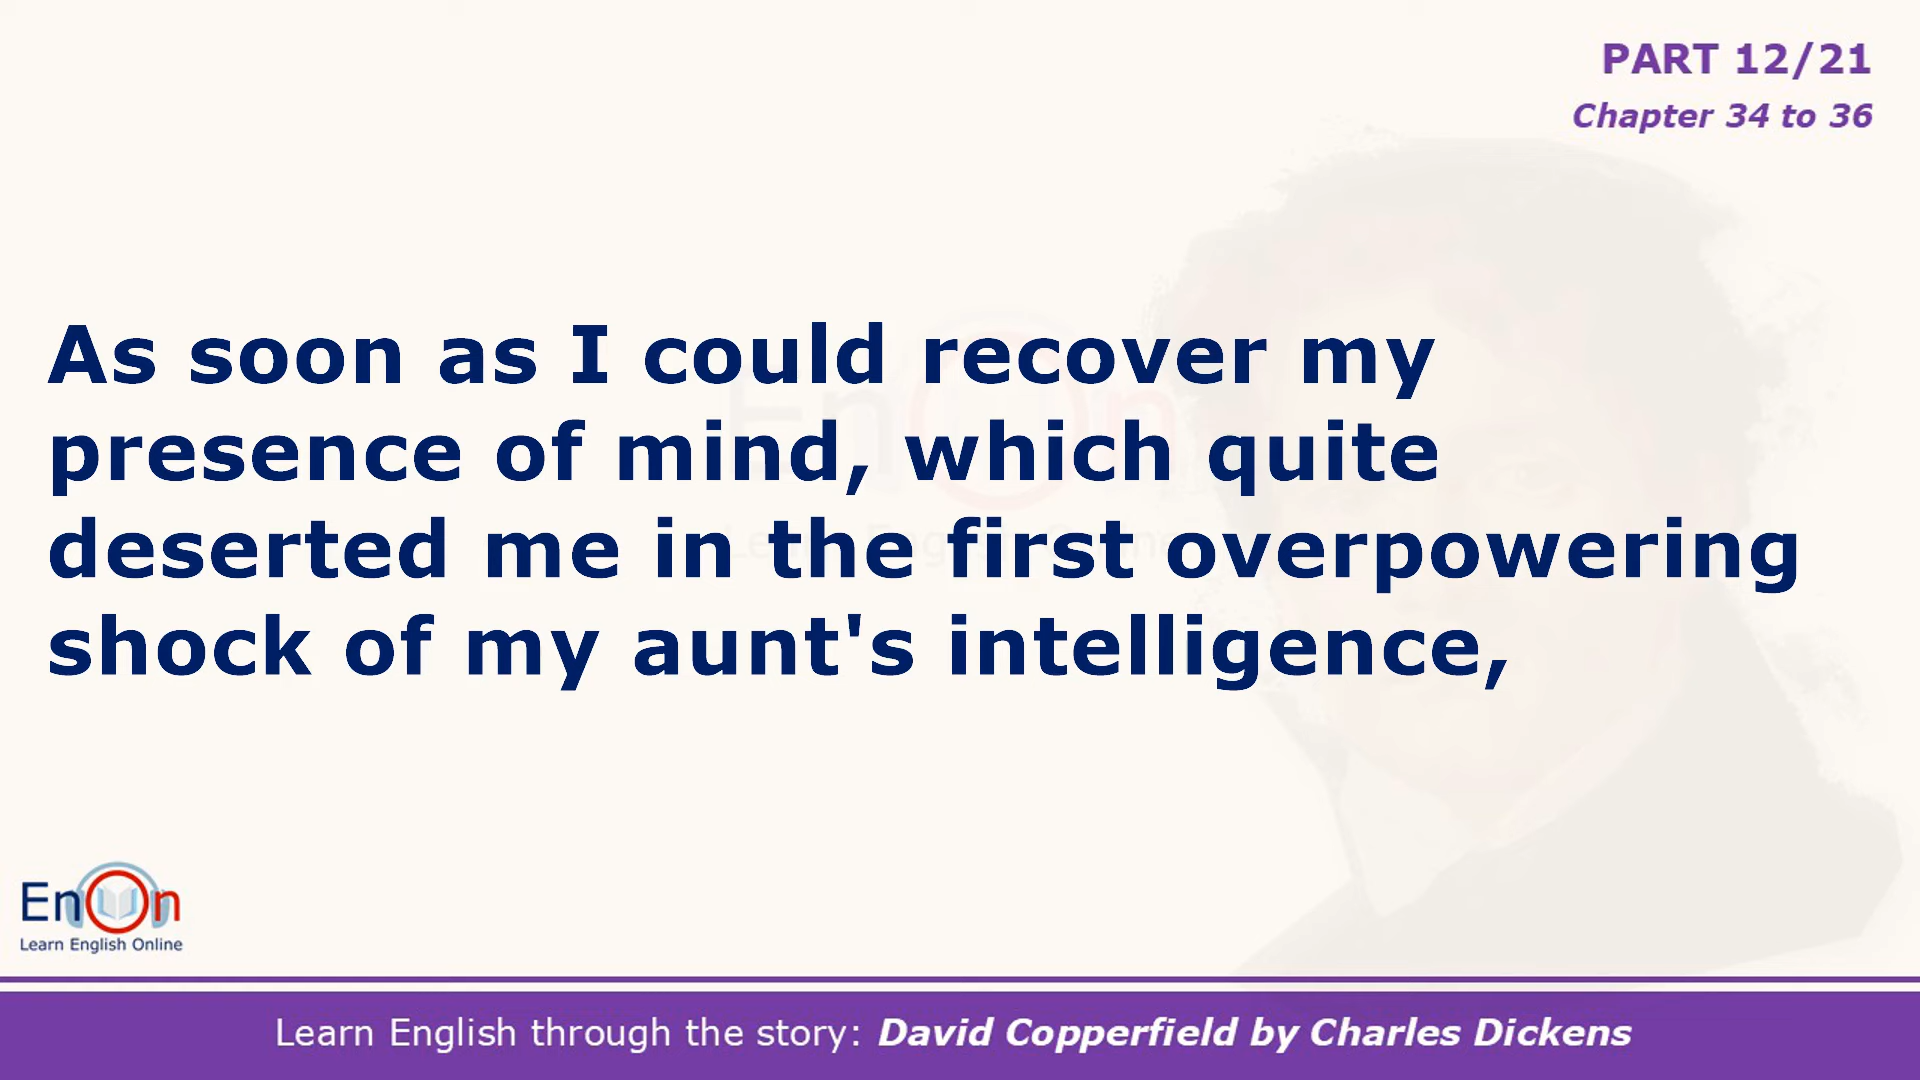 PART 12/21
Chapter 34 to 36
As soon as I could recover my
presence of mind, which quite
deserted me in the first overpowering
shock of my aunt's intelligence,
EnOn
Learn English Online
Learn English through the story: David Copperfield by Charles Dickens